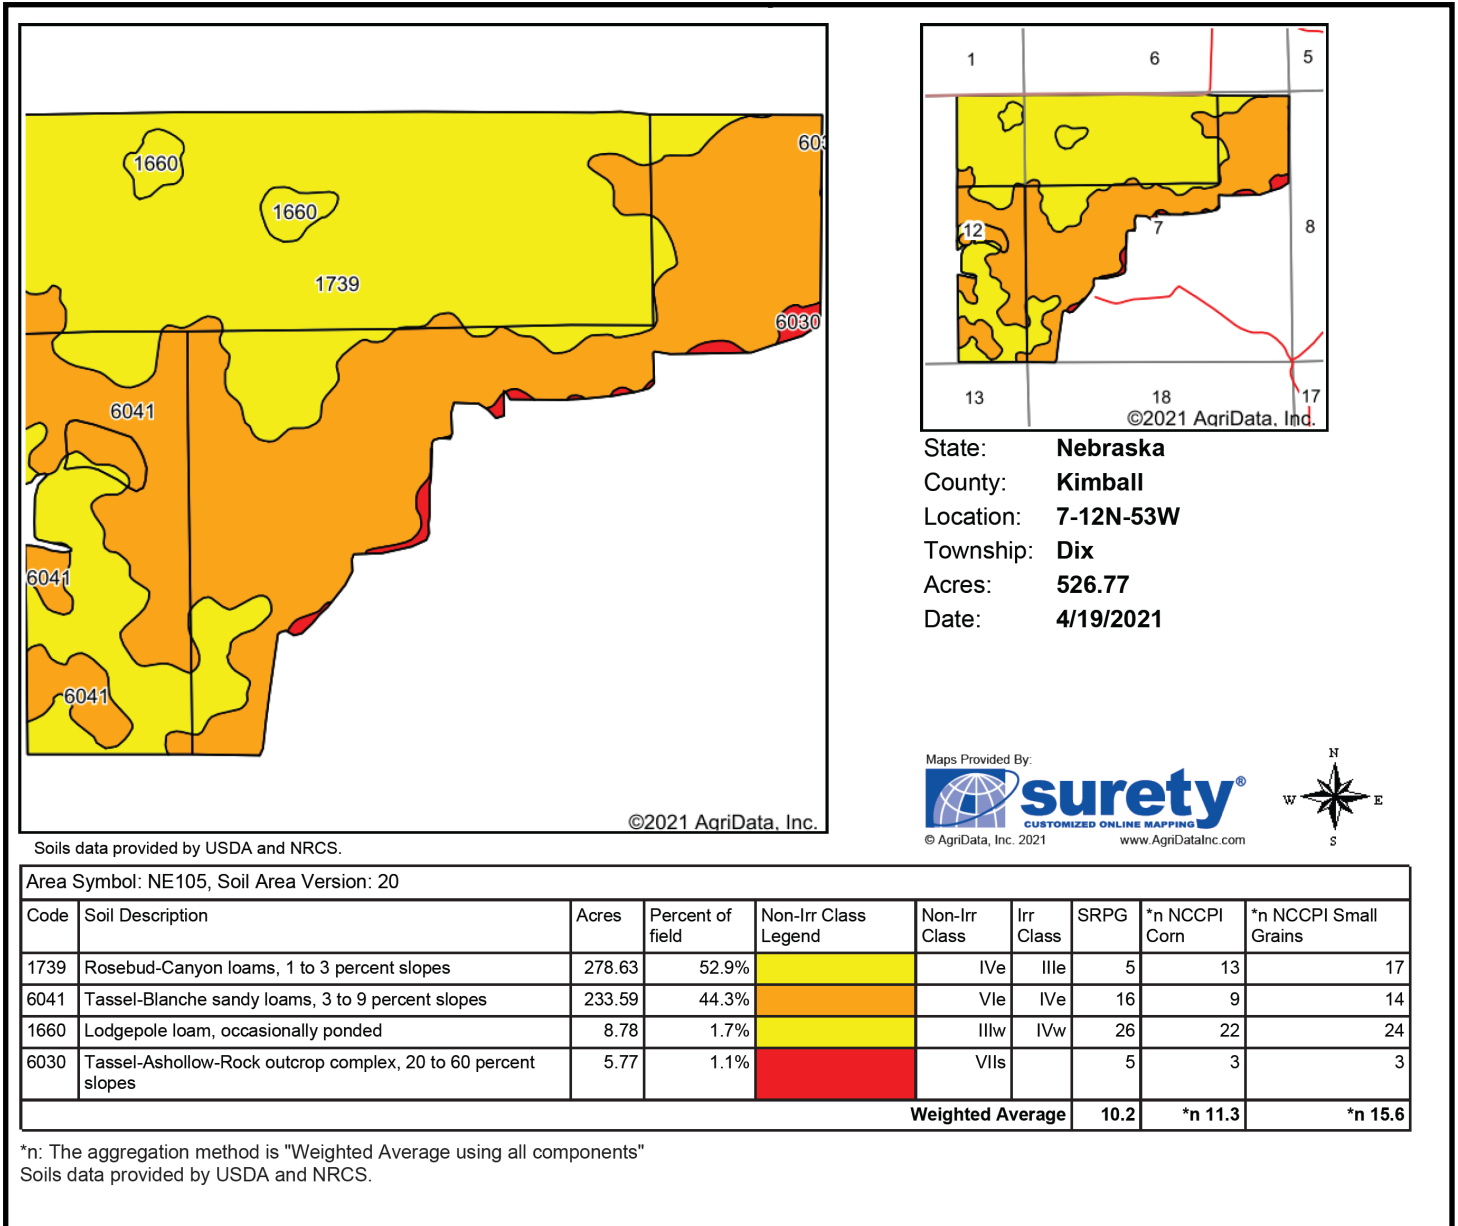 1660
1660
1739
603
6030
6041
6041
6041
©2021 AgriData, Inc.
Soils data provided by USDA and NRCS.
1
6
5
12
7
8
13
18
17
©2021 AgriData, Inc.
State: Nebraska
County: Kimball
Location: 7-12N-53W
Township: Dix
Acres: 526.77
Date: 4/19/2021
Maps Provided By:
surety®
CUSTOMIZED ONLINE MAPPING
© AgriData, Inc. 2021 www.AgriDataInc.com
N
W E
S
Area Symbol: NE105, Soil Area Version: 20
Code Soil Description Acres Percent of field Non-Irr Class Legend Non-Irr Class Irr Class SRPG *n NCCPI Corn *n NCCPI Small Grains
1739 Rosebud-Canyon loams, 1 to 3 percent slopes 278.63 52.9% IVe IIIe 5 13 17
6041 Tassel-Blanche sandy loams, 3 to 9 percent slopes 233.59 44.3% VIe IVe 16 9 14
1660 Lodgepole loam, occasionally ponded 8.78 1.7% IIIw IVw 26 22 24
6030 Tassel-Ashollow-Rock outcrop complex, 20 to 60 percent slopes 5.77 1.1% VIIs 5 3 3
Weighted Average 10.2 *n 11.3 *n 15.6
*n: The aggregation method is "Weighted Average using all components"
Soils data provided by USDA and NRCS.